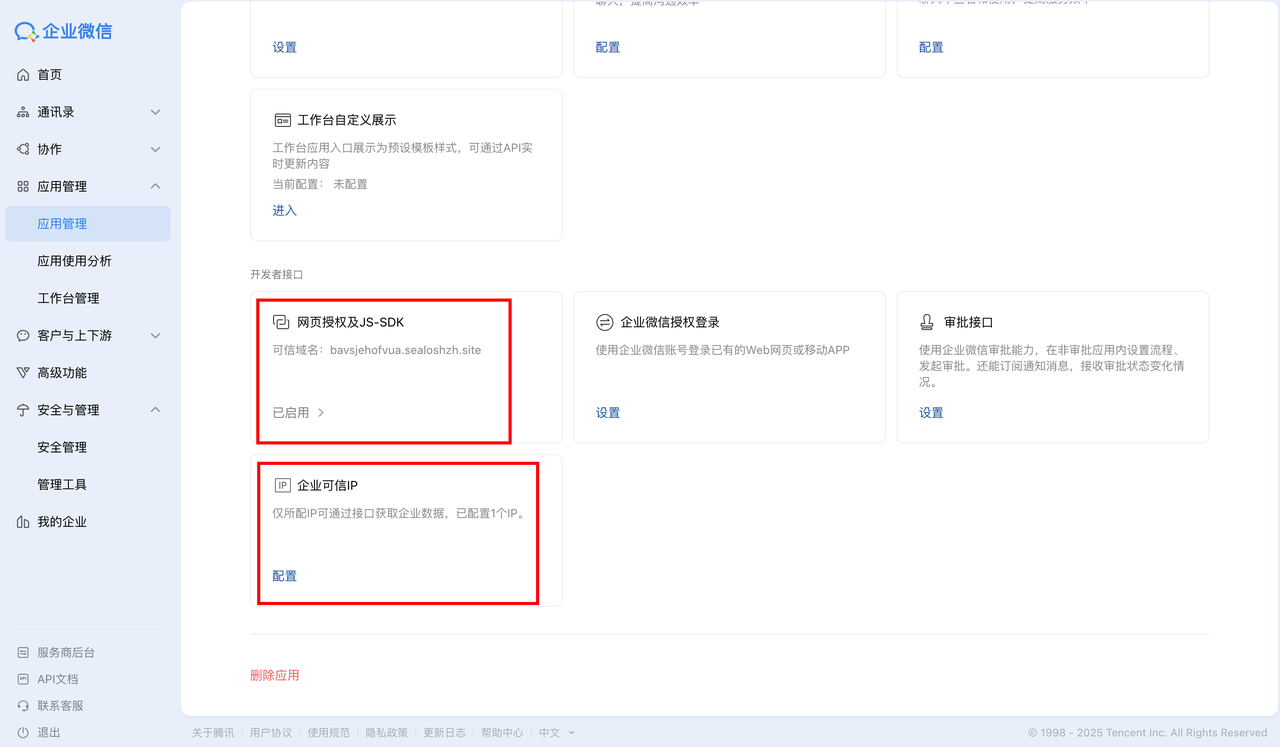 企业微信
首页
通讯录
协作
应用管理
应用管理
应用使用分析
工作台管理
客户与上下游
高级功能
安全与管理
安全管理
管理工具
我的企业
服务商后台
API文档
联系客服
退出
设置
配置
配置
工作台自定义展示
工作台应用入口展示为预设模板样式，可通过API实
时更新内容
当前配置： 未配置
进入
开发者接口
网页授权及JS-SDK
可信域名：bavsjehofvua.sealoshzh.site
已启用
企业微信授权登录
使用企业微信账号登录已有的Web网页或移动APP
设置
审批接口
使用企业微信审批能力，在非审批应用内设置流程、
发起审批。还能订阅通知消息，接收审批状态变化情
况。
设置
IP 企业可信IP
仅所配IP可通过接口获取企业数据，已配置1个IP。
配置
删除应用
关于腾讯 用户协议 使用规范 隐私政策 更新日志 帮助中心 中文
© 1998 - 2025 Tencent Inc. All Rights Reserved